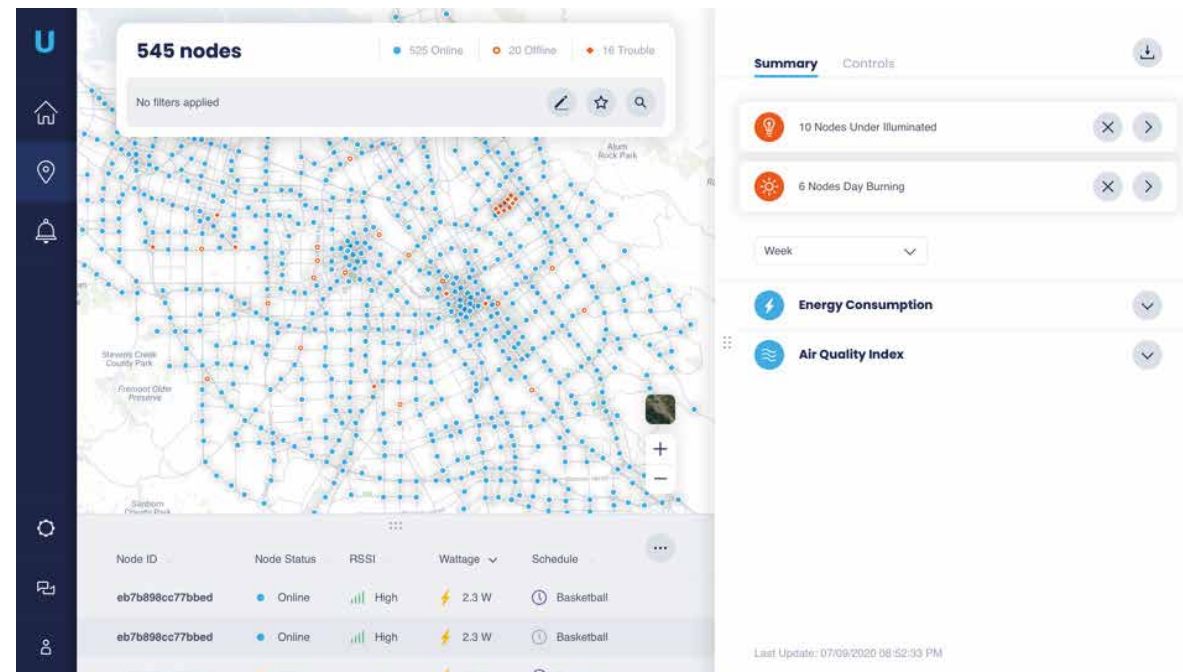 U
545 nodes
525 Online
20 Offline
16 Trouble
No filters applied
Alum
Rock Park
Stevens Creek
County Park
Fremont Older
Preserve
Sanborn
County Park
Node ID
Node Status
RSSI
Wattage
Schedule
eb7b898cc77bbed
Online
High
2.3 W
Basketball
eb7b898cc77bbed
Online
High
2.3 W
Basketball
Summary
Controls
10 Nodes Under Illuminated
6 Nodes Day Burning
Week
Energy Consumption
Air Quality Index
Last Update: 07/09/2020 08:52:33 PM